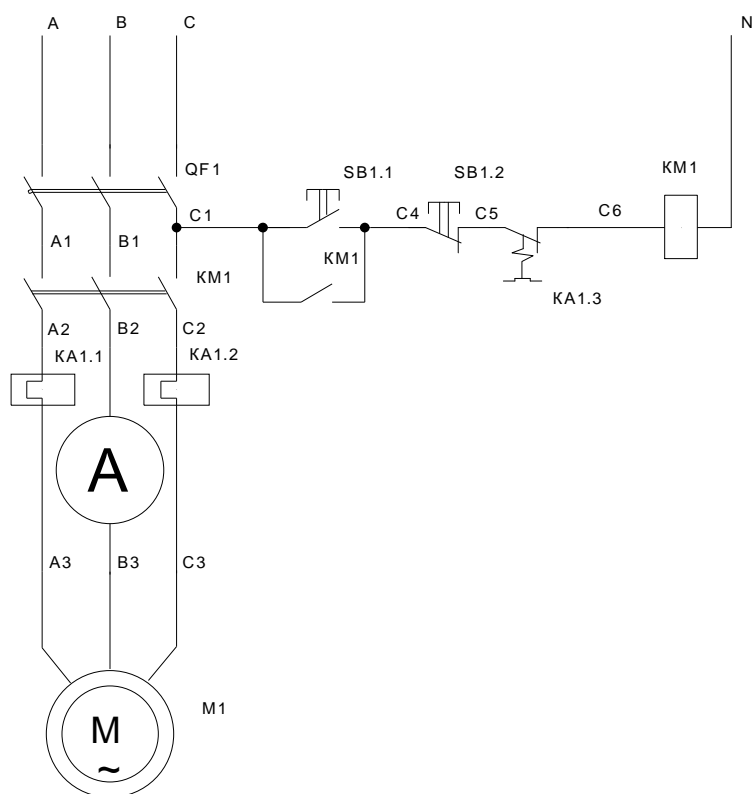 A B C N
QF1
SB1.1 SB1.2 KM1
C1 C4 C5 C6
A1 B1 KM1
KM1 KA1.3
A2 B2 C2
KA1.1 KA1.2
A
A3 B3 C3
M1
M
~